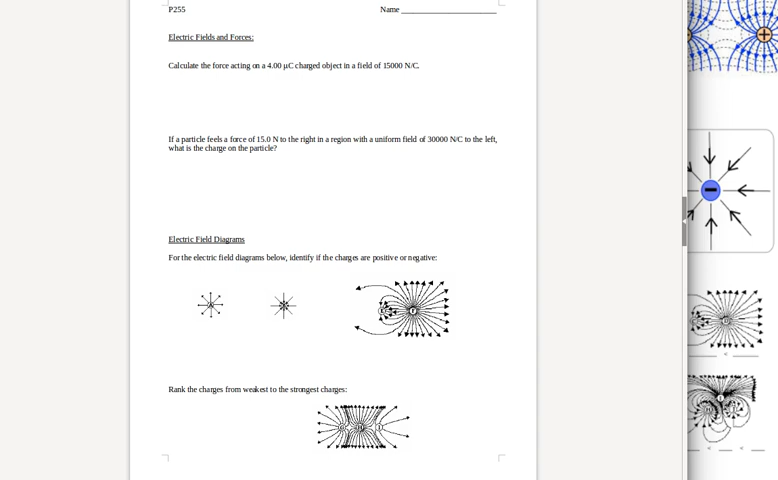 P255 Name ______________________
Electric Fields and Forces:
Calculate the force acting on a 4.00 μC charged object in a field of 15000 N/C.
If a particle feels a force of 15.0 N to the right in a region with a uniform field of 30000 N/C to the left,
what is the charge on the particle?
Electric Field Diagrams
For the electric field diagrams below, identify if the charges are positive or negative:
Rank the charges from weakest to the strongest charges: